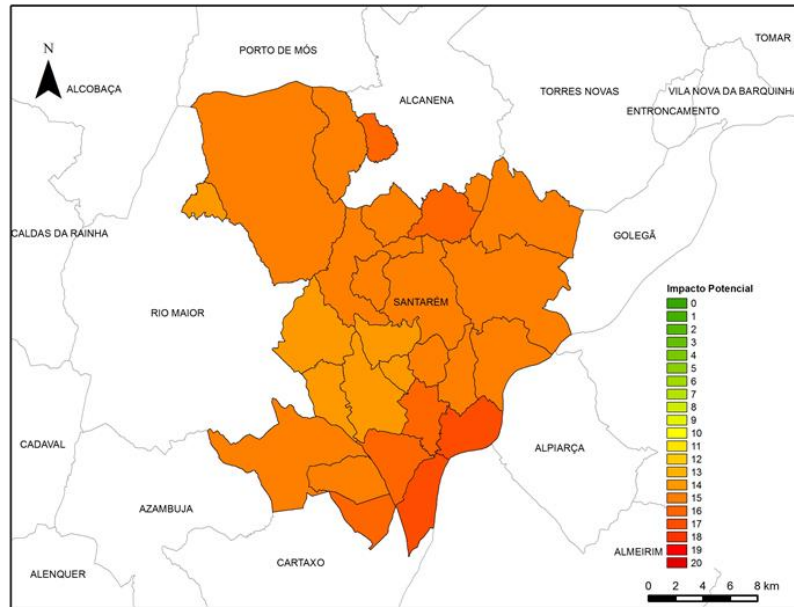 TOMAR
PORTO DE MÓS
N
ALCOBAÇA
TORRES NOVAS
VILA NOVA DA BARQUINHA
ALCANENA
ENTRONCAMENTO
CALDAS DA RAINHA
GOLEGÃ
RIO MAIOR
SANTARÉM
Impacto Potencial
0
1
2
3
4
5
6
7
8
9
10
11
12
13
14
15
16
17
18
19
20
CADAVAL
ALPIARÇA
AZAMBUJA
ALMEIRIM
CARTAXO
ALENQUER
0 2 4 6 8 km